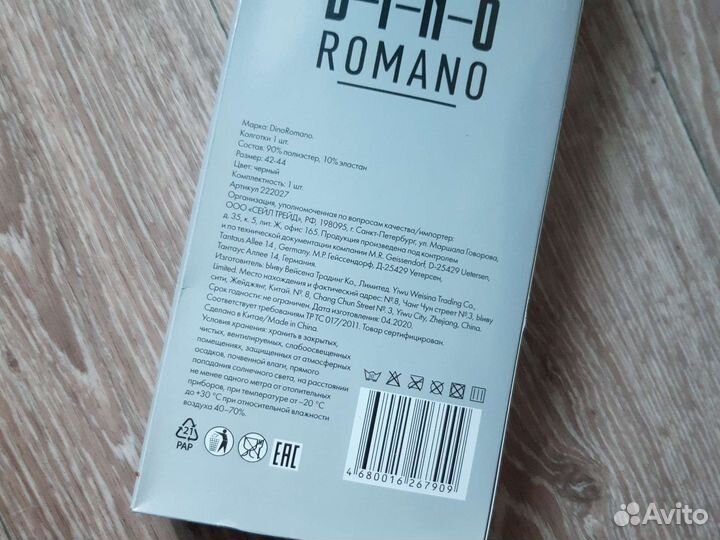 D-I-N-O
ROMANO
Марка: DinoRomano.
Колготки 1 шт.
Состав: 90% полиэстер, 10% эластан
Размер: 42-44
Цвет: черный
Комплектность: 1 шт.
Артикул 222027
Организация, уполномоченная по вопросам качества/импортер:
ООО «СЕЙЛ ТРЕЙД», РФ, 198095, г. Санкт-Петербург, ул. Маршала Говорова,
д. 35, к. 5, лит. Ж, офис 165. Продукция произведена под контролем
и по технической документации компании M.R. Geissendorf, D-25429 Uetersen,
Tantaus Allee 14, Germany. М.Р. Гейссендорф, Д-25429 Уетерсен,
Тантаус Аллее 14, Германия.
Изготовитель: Ыиву Вейсена Традинг Ко., Лимитед. Yiwu Weisina Trading Co.,
Limited. Место нахождения и фактический адрес: №8, Чанг Чун стреет №3, Ыиву
сити, Жейджянг, Китай. № 8, Chang Chun Street № 3, Yiwu City, Zhejiang, China.
Срок годности: не ограничен. Дата изготовления: 04.2020.
Соответствует требованиям ТР ТС 017/2011. Товар сертифицирован.
Сделано в Китае/Made in China.
Условия хранения: хранить в закрытых,
чистых, вентилируемых, слабоосвещенных
помещениях, защищенных от атмосферных
осадков, почвенной влаги, прямого
попадания солнечного света, на расстоянии
не менее одного метра от отопительных
приборов, при температуре от –20 °C
до +30 °C при относительной влажности
воздуха 40–70%.
21
PAP
EAC
4 680016 267909
Avito